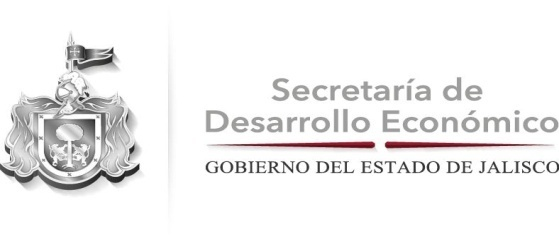 Secretaría de
Desarrollo Económico
GOBIERNO DEL ESTADO DE JALISCO